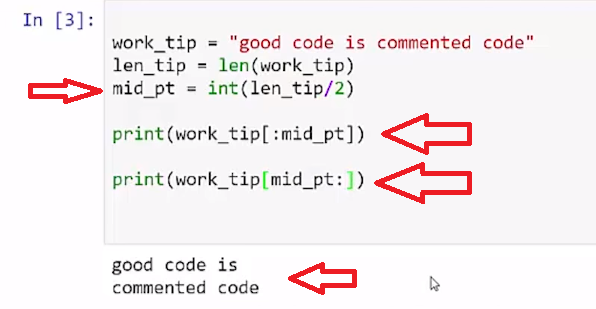 In [3]:
work_tip = "good code is commented code"
len_tip = len(work_tip)
mid_pt = int(len_tip/2)
print(work_tip[:mid_pt])
print(work_tip[mid_pt:])
good code is
commented code